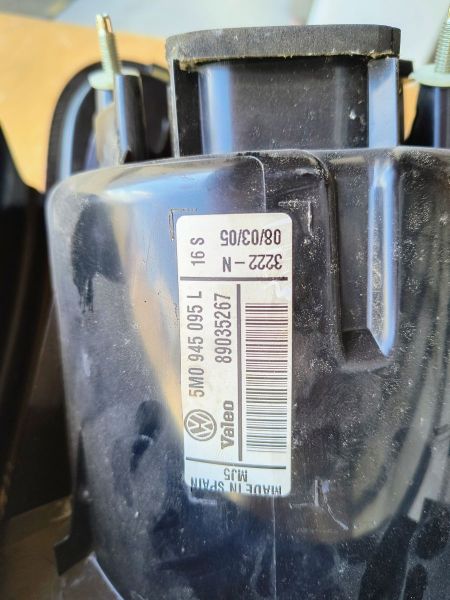 3222-N
08/03/05
16 S
5M0 945 095 L
89035267
Valeo
MADE IN SPAIN
MJ5